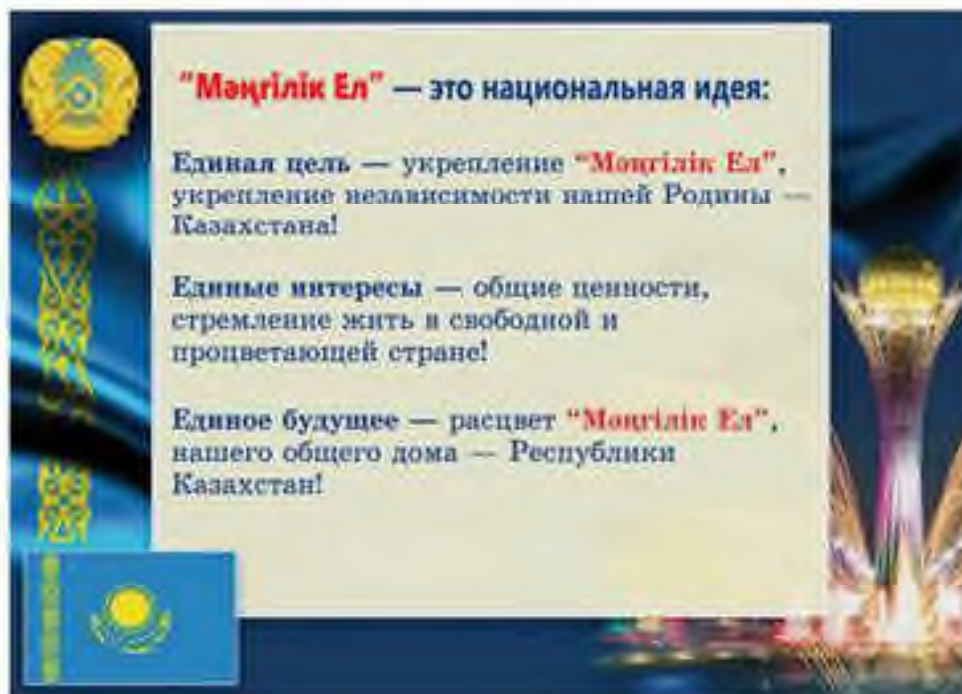 "Мәңгілік Ел" — это национальная идея:
Единая цель — укрепление "Мәңгілік Ел",
укрепление независимости нашей Родины —
Казахстана!
Единые интересы — общие ценности,
стремление жить в свободной и
процветающей стране!
Единое будущее — расцвет "Мәңгілік Ел",
нашего общего дома — Республики
Казахстан!